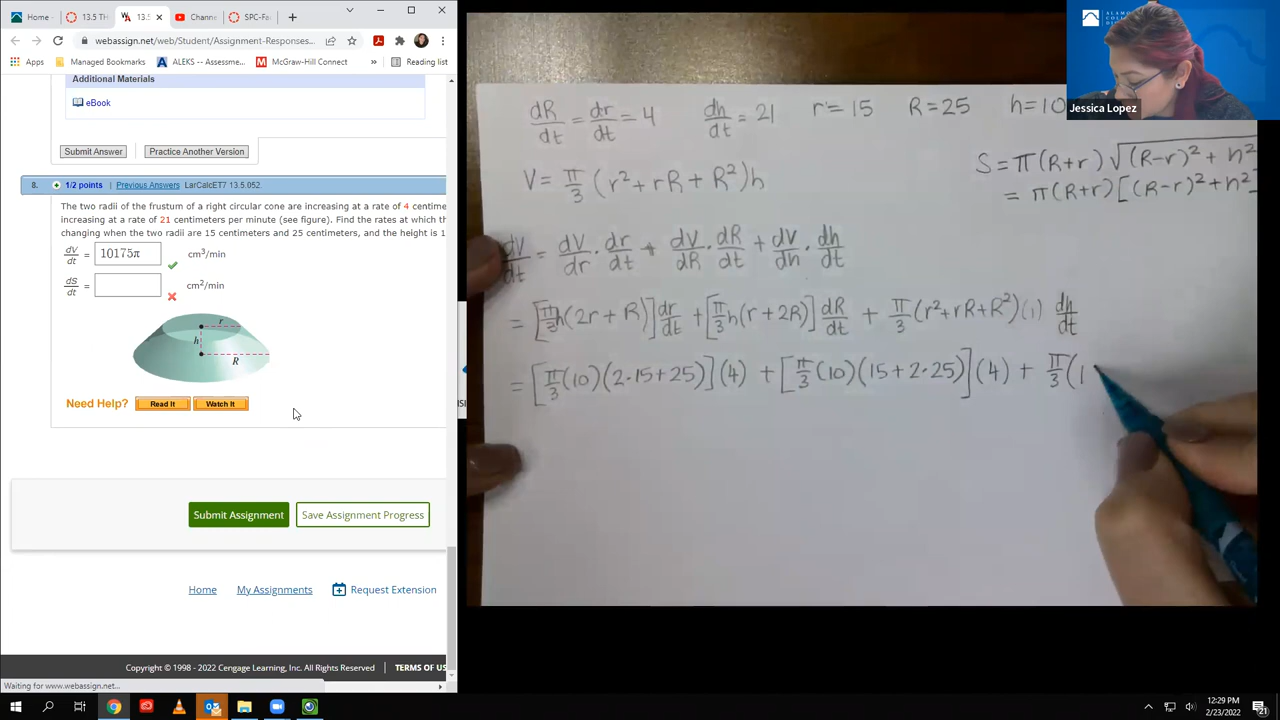 Home -
13.5 TH
13.5
Channe
SPC-Fac
webassign.net/web/Student/Assignment-Responses...
Apps
Managed Bookmarks
ALEKS -- Assessme...
McGraw-Hill Connect
»
Reading list
Additional Materials
eBook
Submit Answer
Practice Another Version
8.
1/2 points
Previous Answers
LarCalcET7 13.5.052.
The two radii of the frustum of a right circular cone are increasing at a rate of 4 centime
increasing at a rate of 21 centimeters per minute (see figure). Find the rates at which th
changing when the two radii are 15 centimeters and 25 centimeters, and the height is 1
dV/dt = 10175π cm³/min
dS/dt = cm²/min
r
h
R
Need Help?
Read It
Watch It
Submit Assignment
Save Assignment Progress
Home
My Assignments
Request Extension
Copyright © 1998 - 2022 Cengage Learning, Inc. All Rights Reserved
TERMS OF US
Waiting for www.webassign.net...
Jessica Lopez
dR/dt = dr/dt = 4 dh/dt = 21 r = 15 R = 25 h = 10
S = π(R+r) √(R-r)² + h²
= π(R+r) [(R-r)² + h²]
V = π/3 (r² + rR + R²)h
dV/dt = dV/dr · dr/dt + dV/dR · dR/dt + dV/dh · dh/dt
= [π/3 h(2r + R)] dr/dt + [π/3 h(r + 2R)] dR/dt + π/3 (r² + rR + R²)(1) dh/dt
= [π/3 (10)(2·15+25)](4) + [π/3 (10)(15+2·25)](4) + π/3 (1
12:29 PM
2/23/2022
21